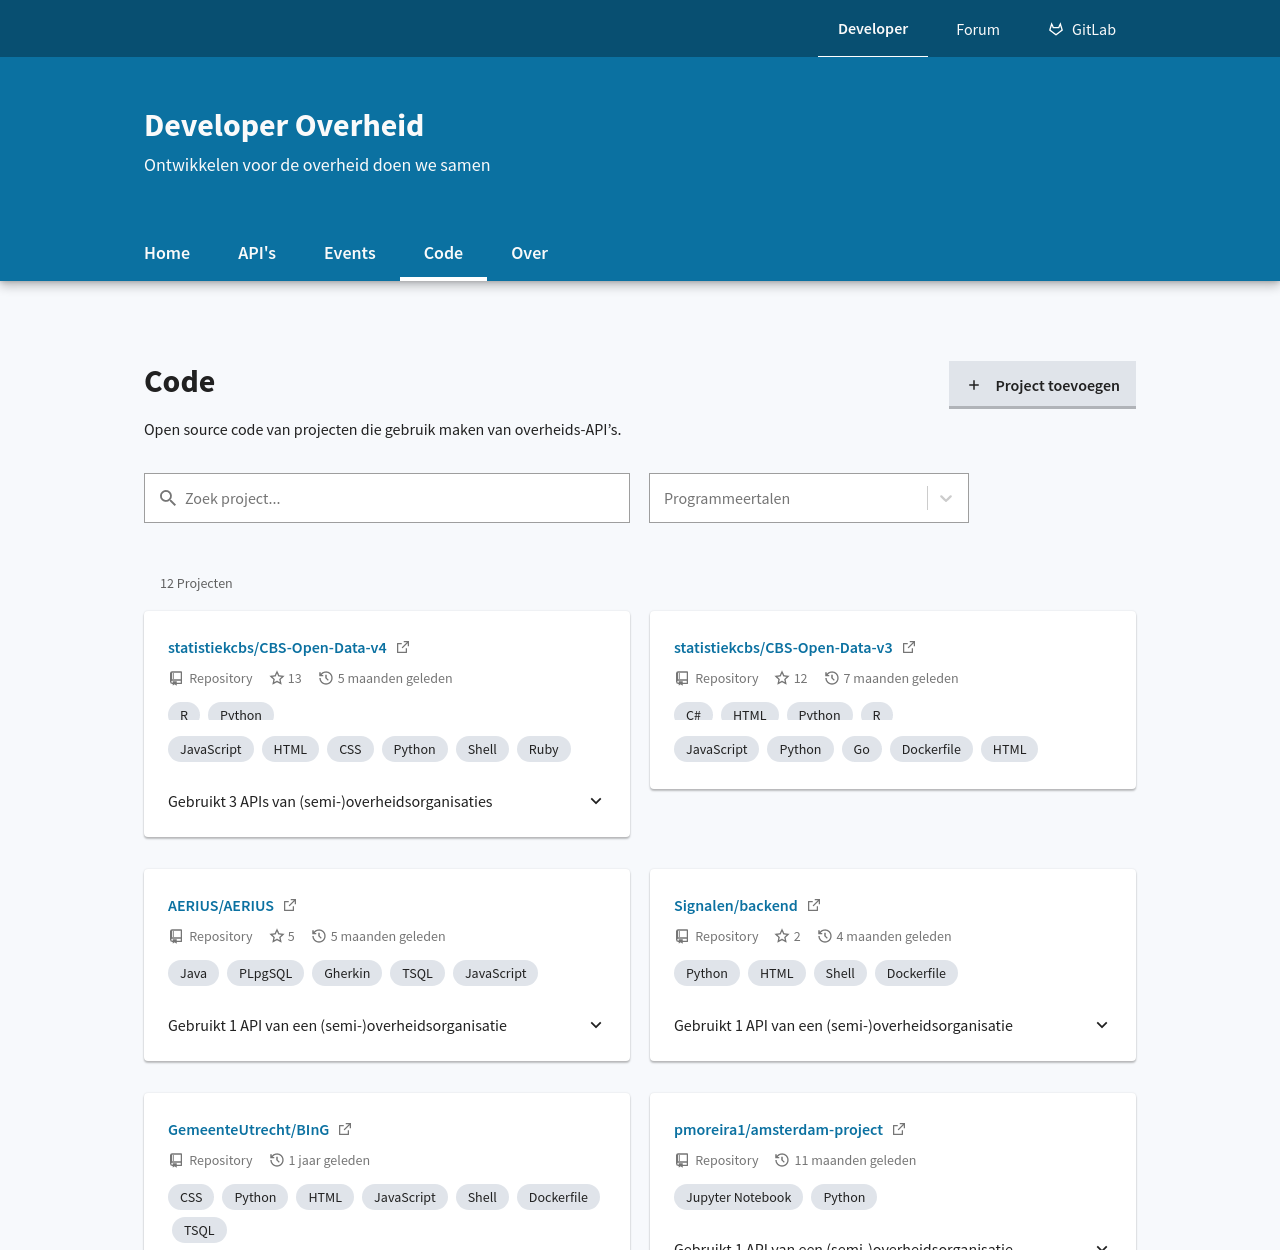 Developer Forum GitLab
Developer Overheid
Ontwikkelen voor de overheid doen we samen
Home API's Events Code Over
Code
+ Project toevoegen
Open source code van projecten die gebruik maken van overheids-API’s.
Zoek project...
Programmeertalen
12 Projecten
statistiekcbs/CBS-Open-Data-v4
Repository 13 5 maanden geleden
R Python
JavaScript HTML CSS Python Shell Ruby
Gebruikt 3 APIs van (semi-)overheidsorganisaties
statistiekcbs/CBS-Open-Data-v3
Repository 12 7 maanden geleden
C# HTML Python R
JavaScript Python Go Dockerfile HTML
AERIUS/AERIUS
Repository 5 5 maanden geleden
Java PLpgSQL Gherkin TSQL JavaScript
Gebruikt 1 API van een (semi-)overheidsorganisatie
Signalen/backend
Repository 2 4 maanden geleden
Python HTML Shell Dockerfile
Gebruikt 1 API van een (semi-)overheidsorganisatie
GemeenteUtrecht/BInG
Repository 1 jaar geleden
CSS Python HTML JavaScript Shell Dockerfile
TSQL
pmoreira1/amsterdam-project
Repository 11 maanden geleden
Jupyter Notebook Python
Gebruikt 1 API van een (semi-)overheidsorganisatie